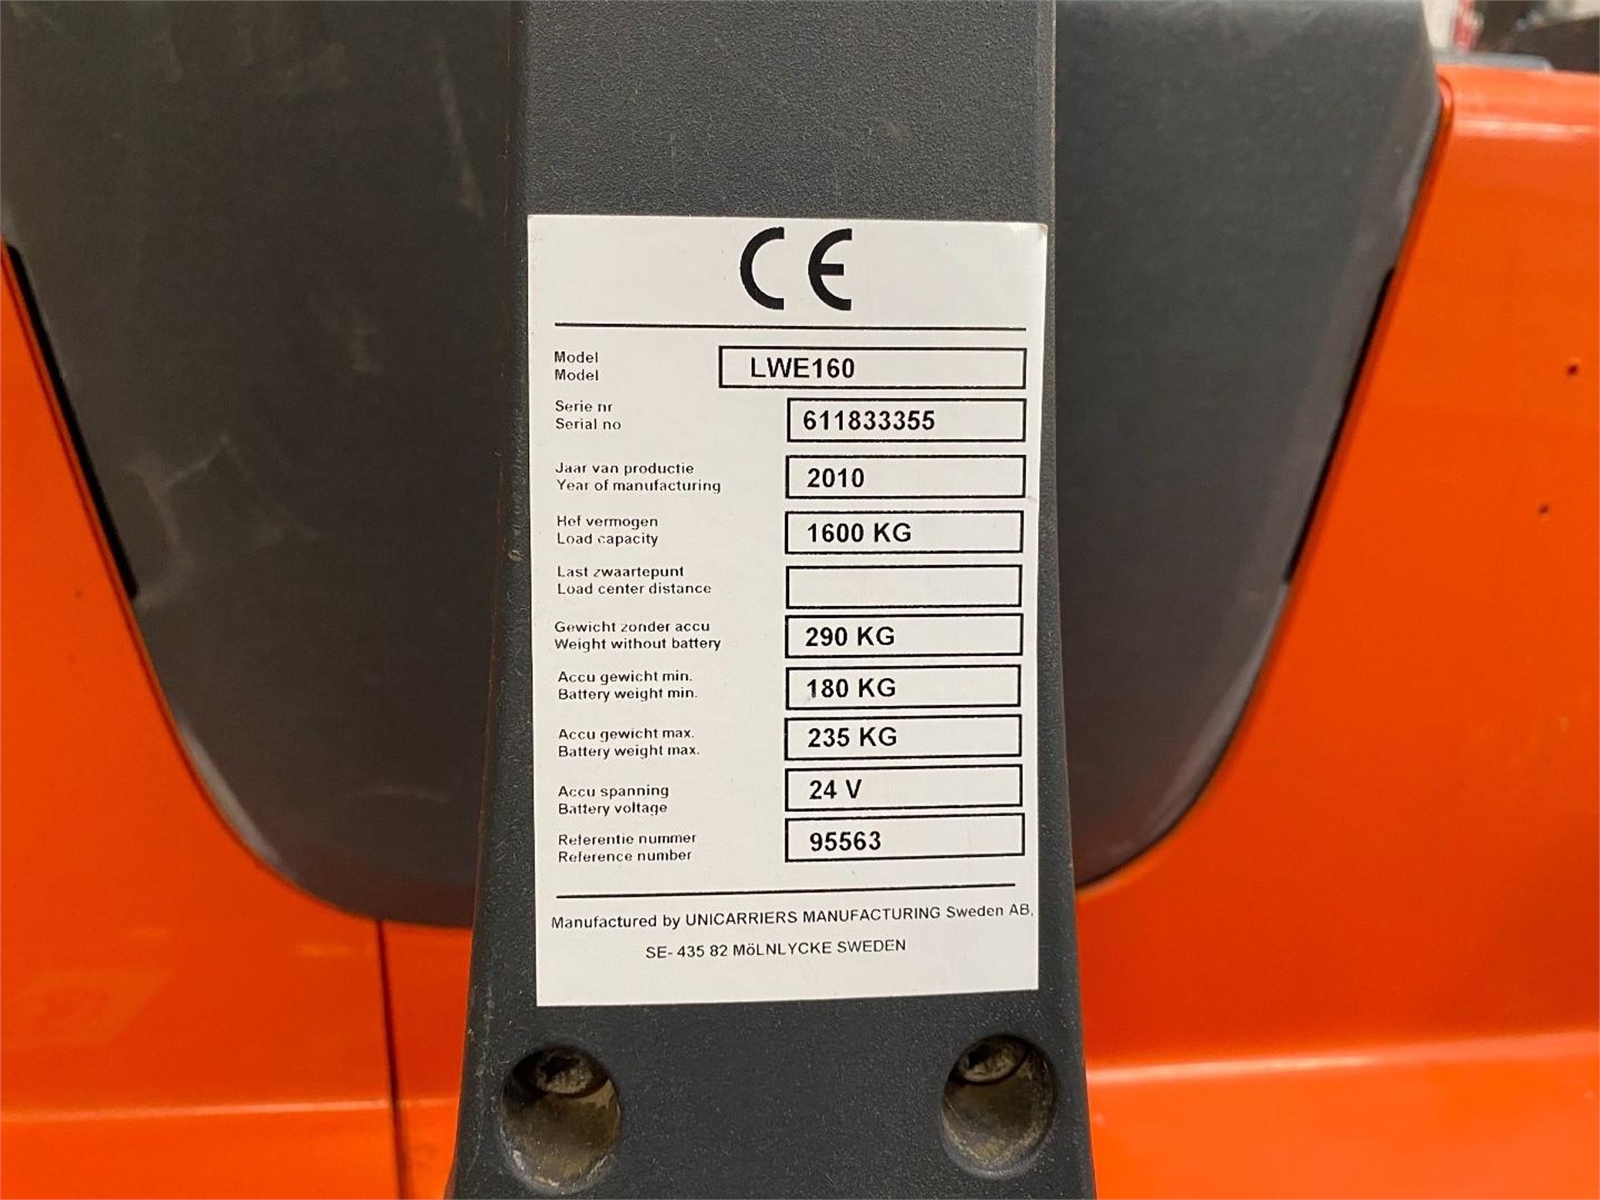 CE
Model
Model
LWE160
Serie nr
Serial no
611833355
Jaar van productie
Year of manufacturing
2010
Hef vermogen
Load capacity
1600 KG
Last zwaartepunt
Load center distance
Gewicht zonder accu
Weight without battery
290 KG
Accu gewicht min.
Battery weight min.
180 KG
Accu gewicht max.
Battery weight max.
235 KG
Accu spanning
Battery voltage
24 V
Referentie nummer
Reference number
95563
Manufactured by UNICARRIERS MANUFACTURING Sweden AB,
SE- 435 82 MöLNLYCKE SWEDEN